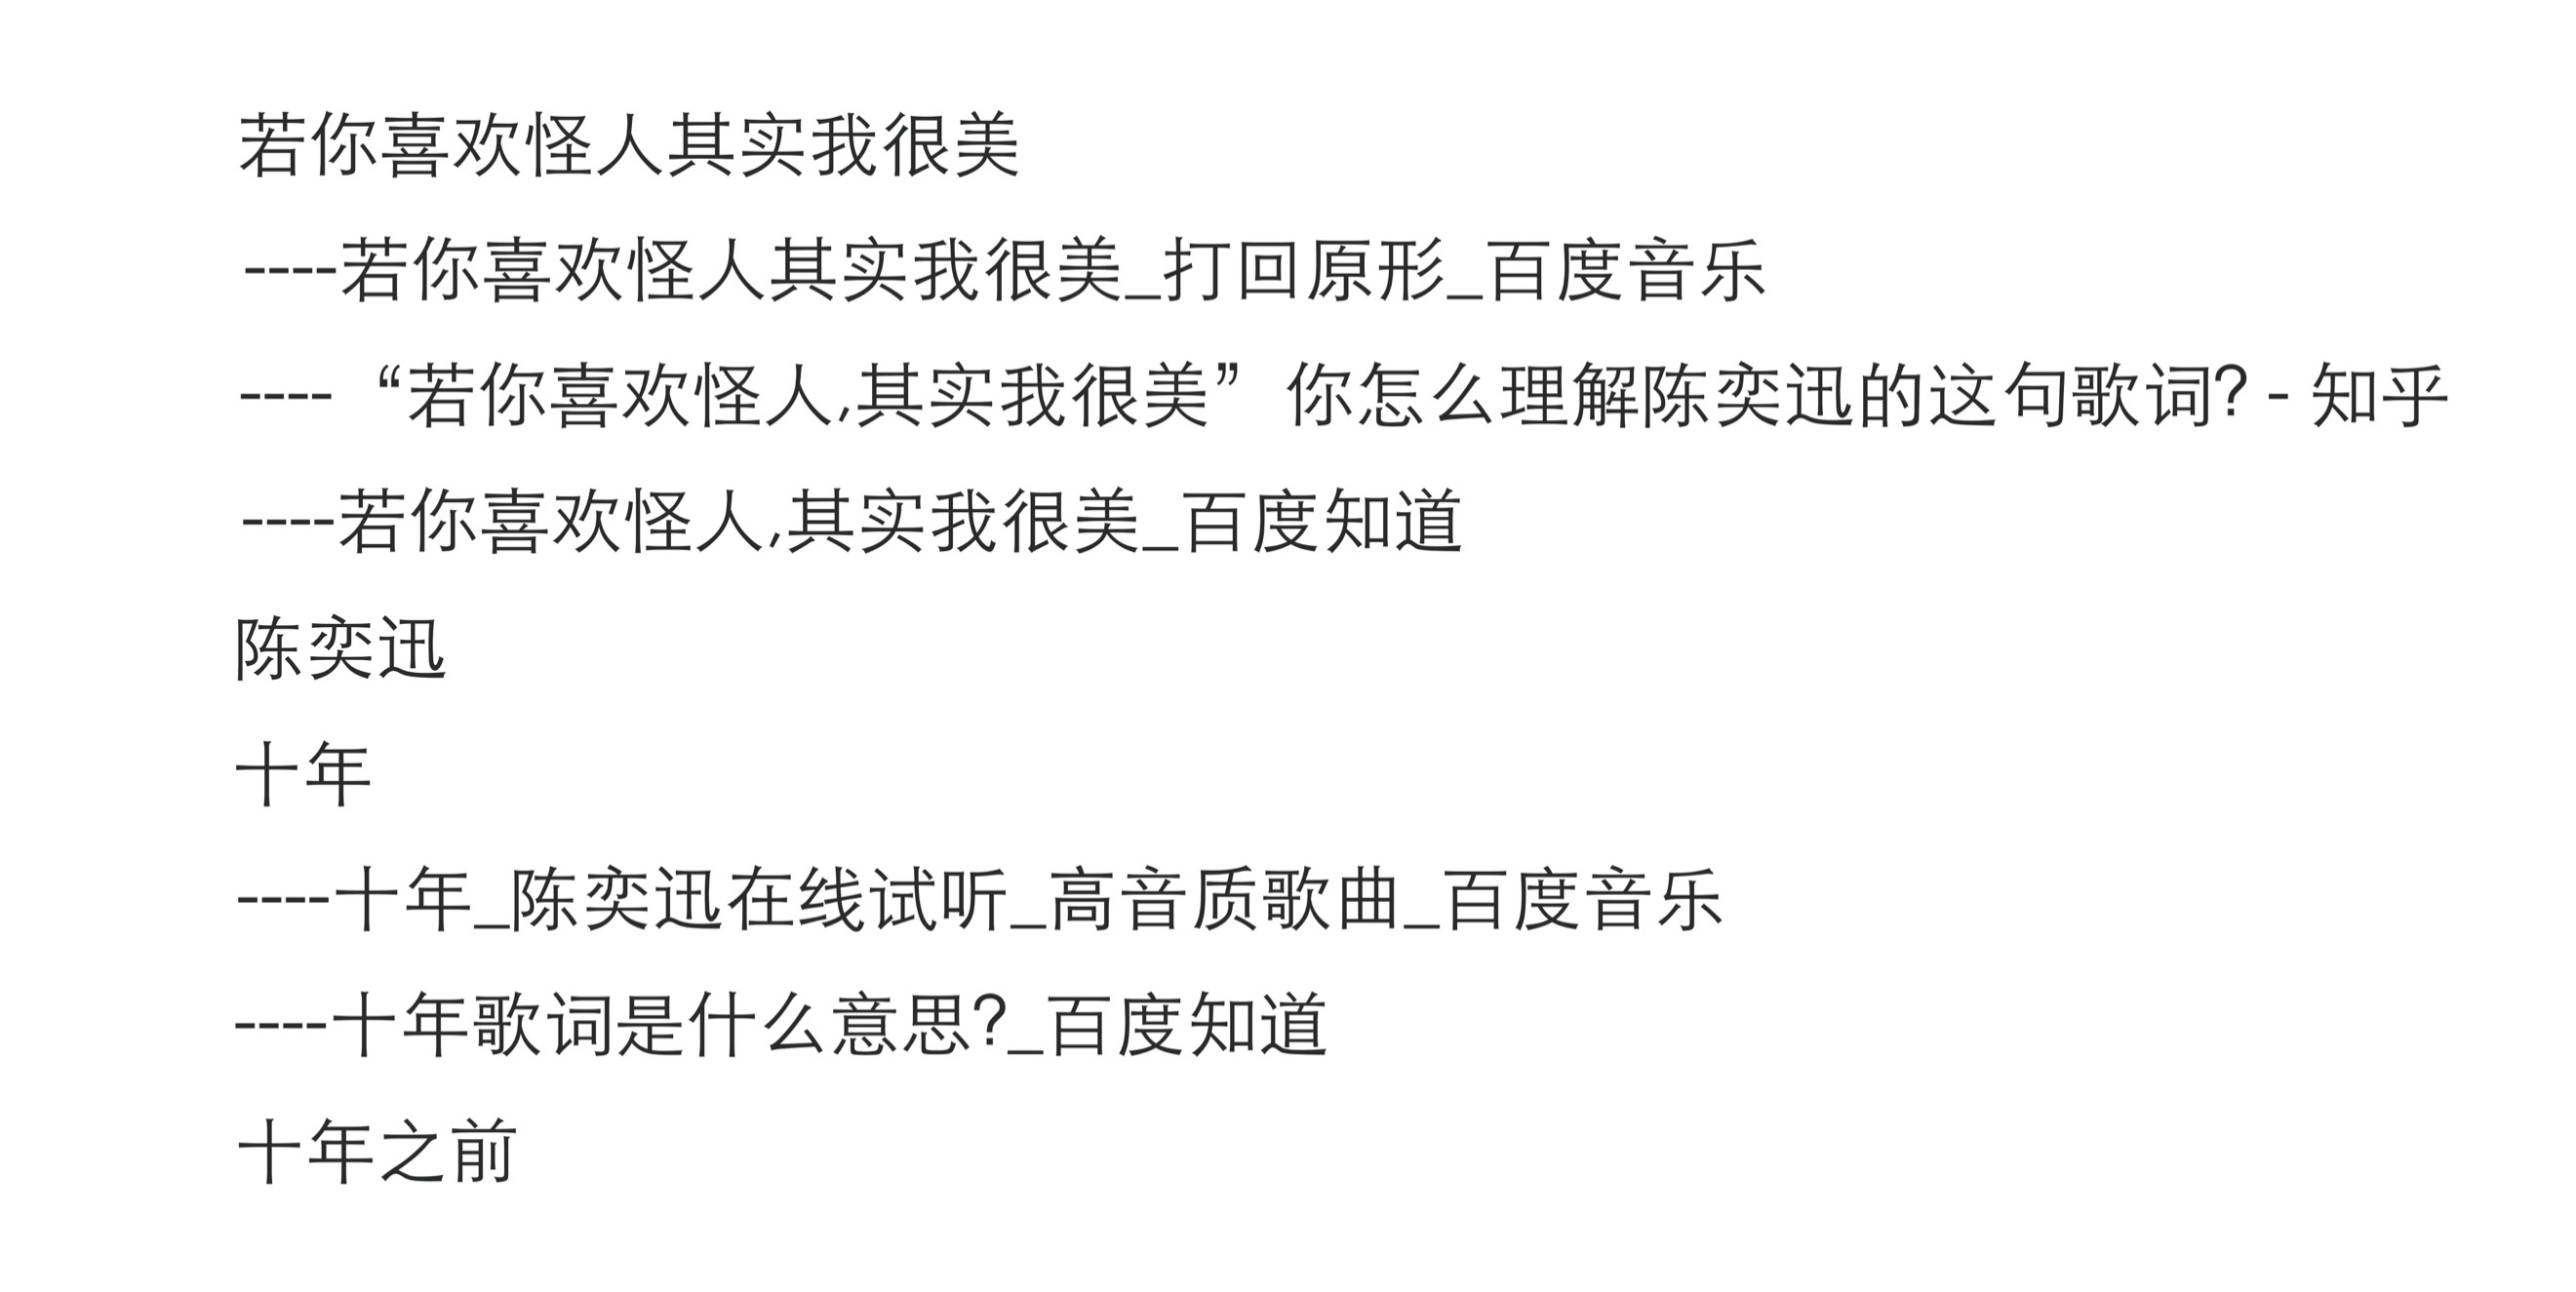 若你喜欢怪人其实我很美
----若你喜欢怪人其实我很美_打回原形_百度音乐
---- “若你喜欢怪人,其实我很美” 你怎么理解陈奕迅的这句歌词? - 知乎
----若你喜欢怪人,其实我很美_百度知道
陈奕迅
十年
----十年_陈奕迅在线试听_高音质歌曲_百度音乐
----十年歌词是什么意思?_百度知道
十年之前